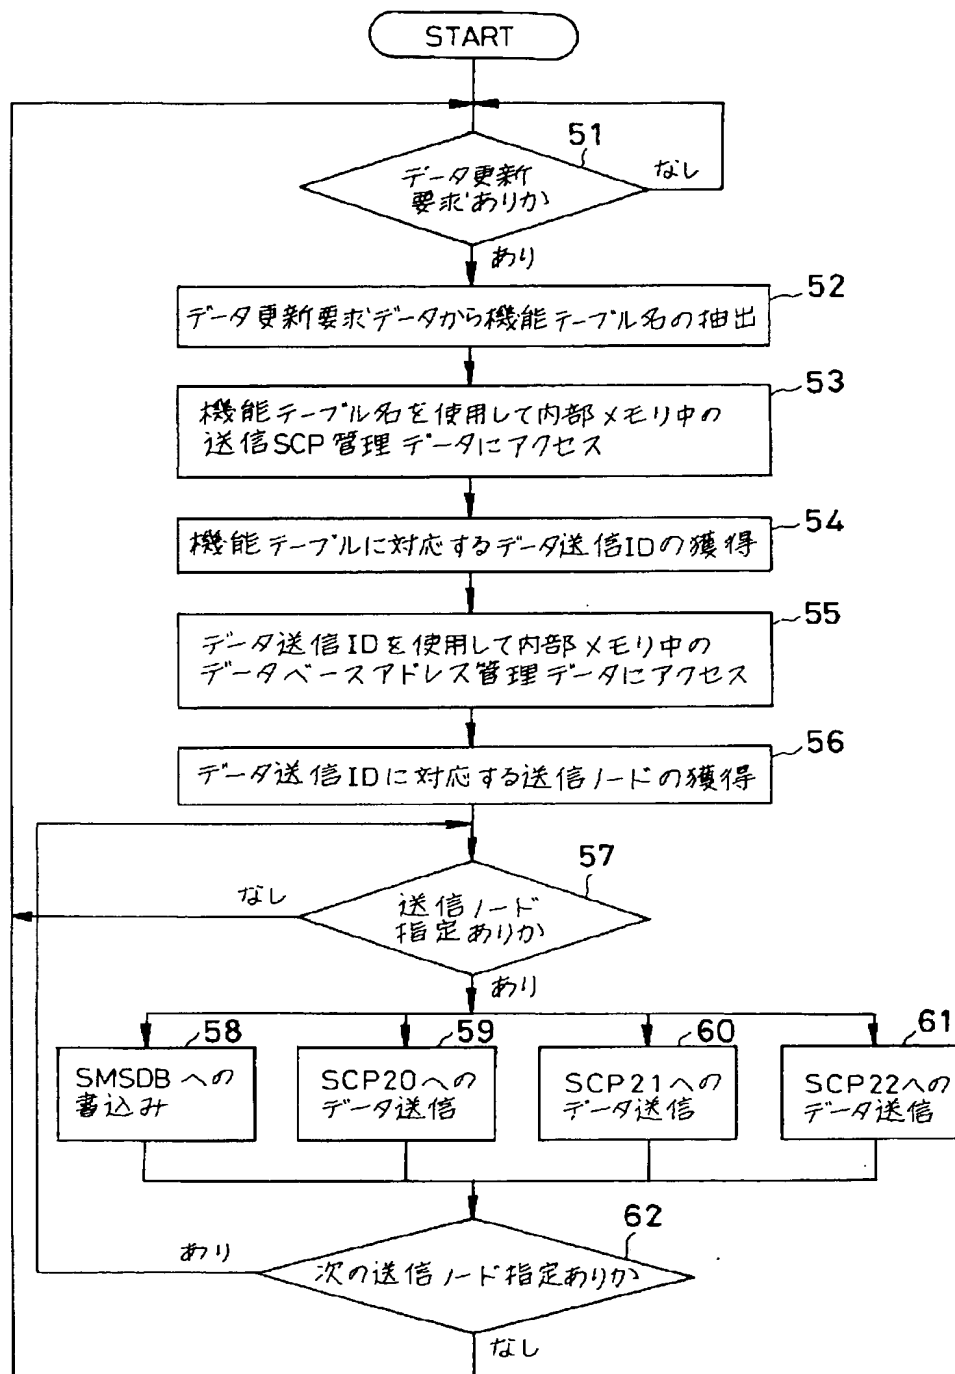 START
51
データ更新
要求ありか
なし
あり
52
データ更新要求データから機能テーブル名の抽出
53
機能テーブル名を使用して内部メモリ中の
送信SCP管理データにアクセス
54
機能テーブルに対応するデータ送信IDの獲得
55
データ送信IDを使用して内部メモリ中の
データベースアドレス管理データにアクセス
56
データ送信IDに対応する送信ノードの獲得
57
なし
送信ノード
指定ありか
あり
58
SMSDBへの
書込み
59
SCP20への
データ送信
60
SCP21への
データ送信
61
SCP22への
データ送信
62
あり
次の送信ノード指定ありか
なし